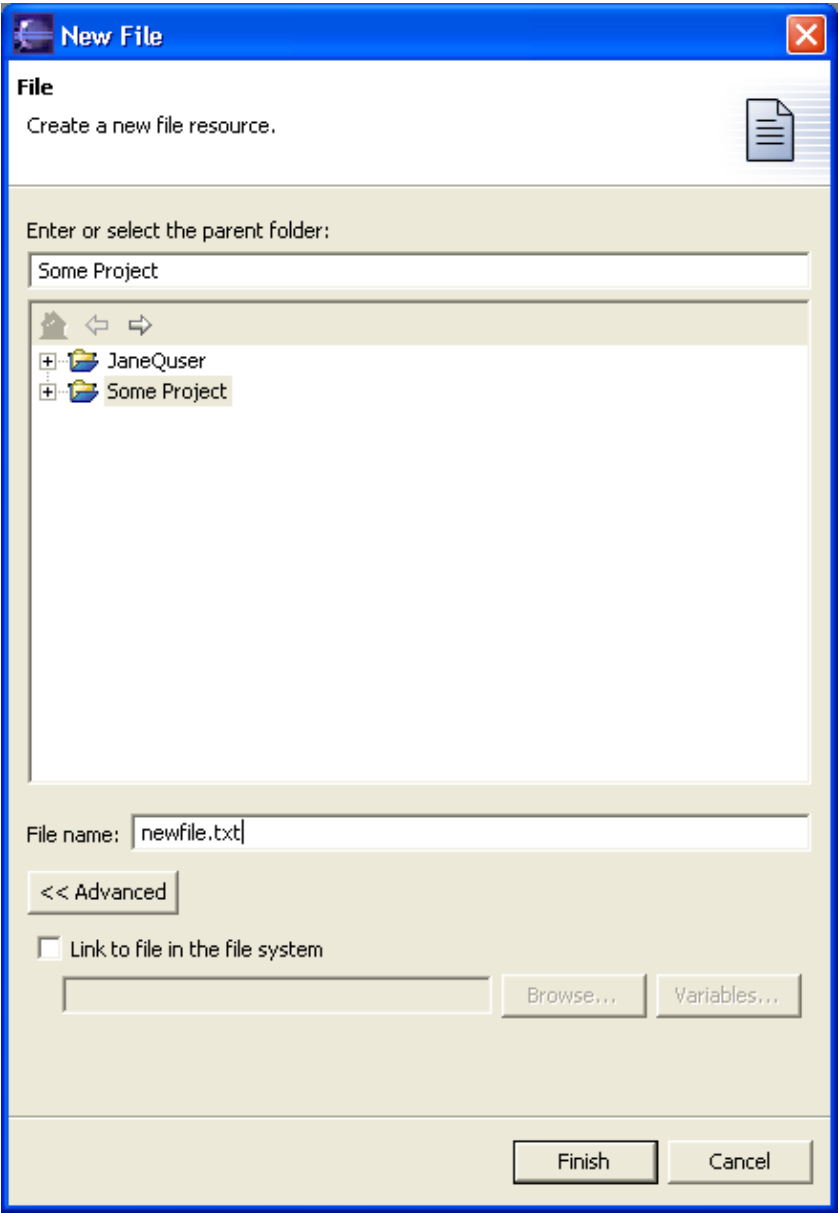 New File
File
Create a new file resource.
Enter or select the parent folder:
Some Project
JaneQuser
Some Project
File name: newfile.txt
<< Advanced
Link to file in the file system
Browse... Variables...
Finish Cancel